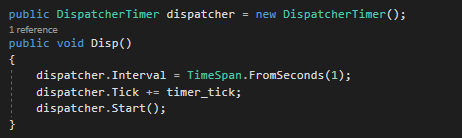 public DispatcherTimer dispatcher = new DispatcherTimer();
1 reference
public void Disp()
{
dispatcher.Interval = TimeSpan.FromSeconds(1);
dispatcher.Tick += timer_tick;
dispatcher.Start();
}